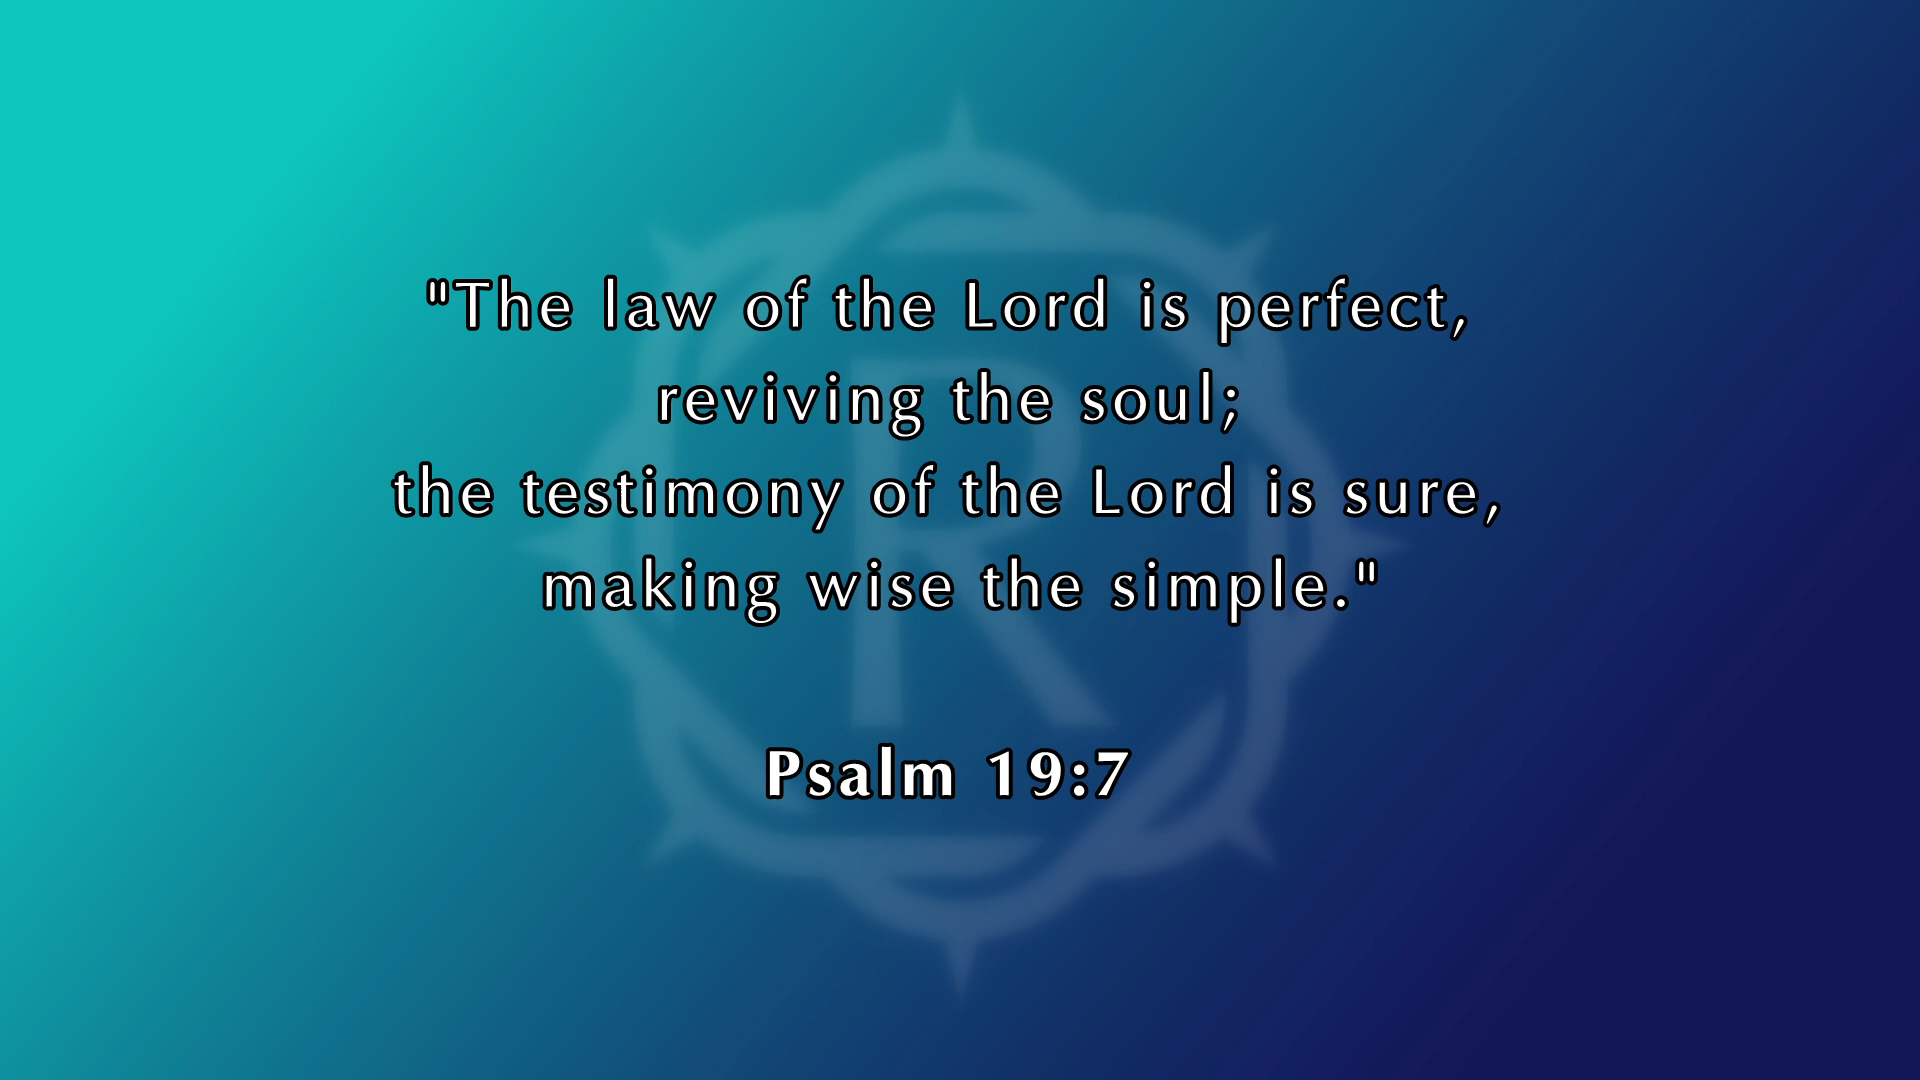 "The law of the Lord is perfect,
reviving the soul;
the testimony of the Lord is sure,
making wise the simple."
Psalm 19:7
R